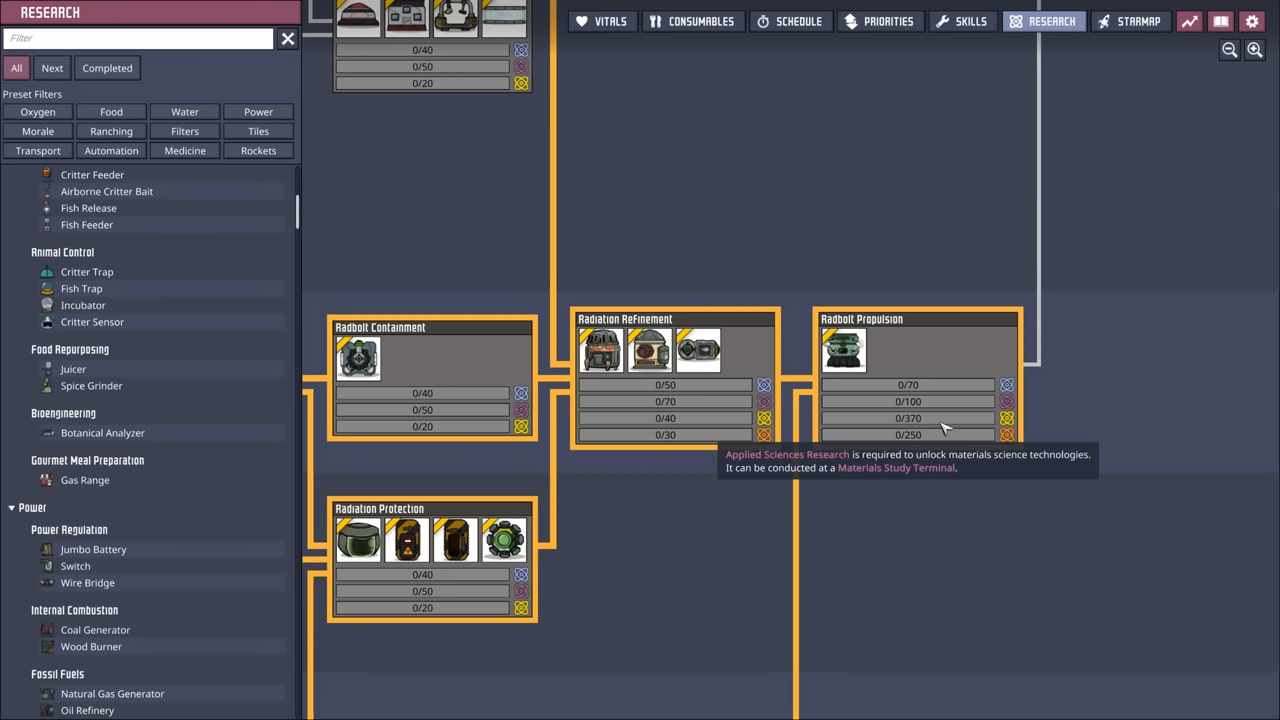 RESEARCH
Filter
All
Next
Completed
Preset Filters
Oxygen
Food
Water
Power
Morale
Ranching
Filters
Tiles
Transport
Automation
Medicine
Rockets
Critter Feeder
Airborne Critter Bait
Fish Release
Fish Feeder
Animal Control
Critter Trap
Fish Trap
Incubator
Critter Sensor
Food Repurposing
Juicer
Spice Grinder
Bioengineering
Botanical Analyzer
Gourmet Meal Preparation
Gas Range
Power
Power Regulation
Jumbo Battery
Switch
Wire Bridge
Internal Combustion
Coal Generator
Wood Burner
Fossil Fuels
Natural Gas Generator
Oil Refinery
VITALS
CONSUMABLES
SCHEDULE
PRIORITIES
SKILLS
RESEARCH
STARMAP
0/40
0/50
0/20
Radbolt Containment
0/40
0/50
0/20
Radiation Refinement
0/50
0/70
0/40
0/30
Radbolt Propulsion
0/70
0/100
0/370
0/250
Applied Sciences Research is required to unlock materials science technologies.
It can be conducted at a Materials Study Terminal.
Radiation Protection
0/40
0/50
0/20